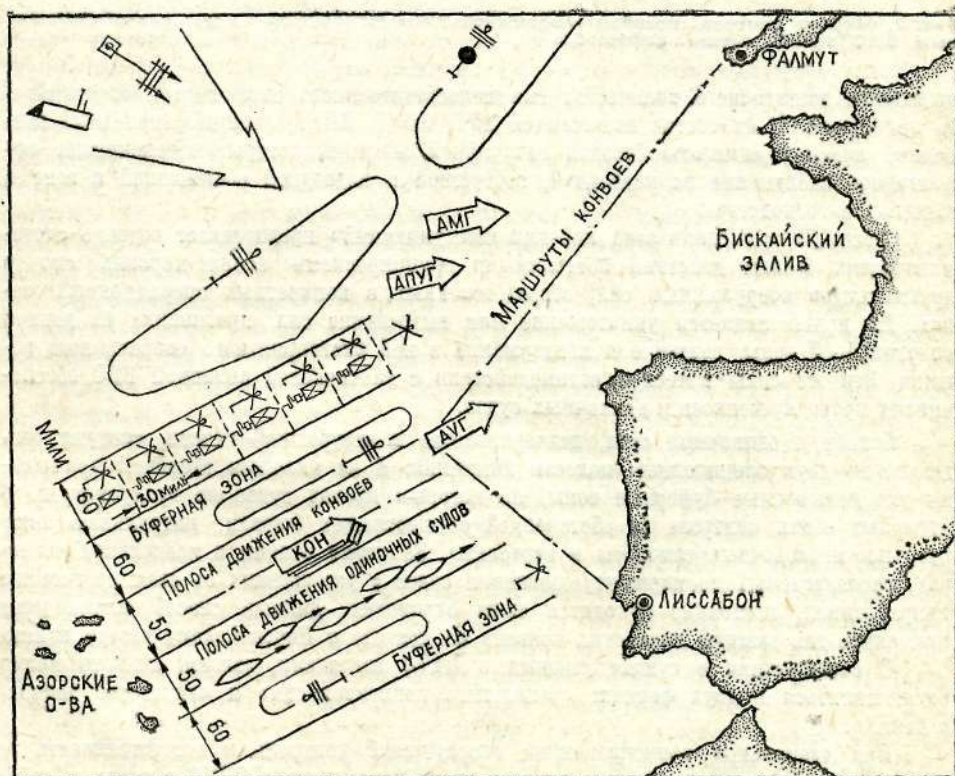 ФАЛМУТ
МАРШРУТЫ КОНВОЕВ
БИСКАЙСКИЙ
ЗАЛИВ
АМГ
АПУГ
АУГ
МИЛИ
60
30 МИЛЬ
БУФЕРНАЯ ЗОНА
60
ПОЛОСА ДВИЖЕНИЯ КОНВОЕВ
КОН
50
ПОЛОСА ДВИЖЕНИЯ ОДИНОЧНЫХ СУДОВ
50
БУФЕРНАЯ ЗОНА
60
ЛИССАБОН
АЗОРСКИЕ
О-ВА